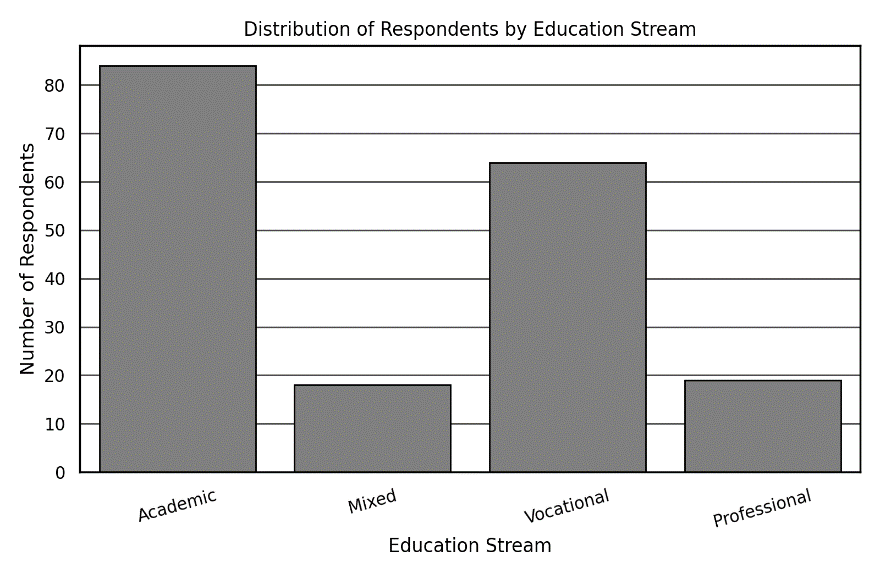 Distribution of Respondents by Education Stream
Number of Respondents
80
70
60
50
40
30
20
10
0
Academic
Mixed
Vocational
Professional
Education Stream